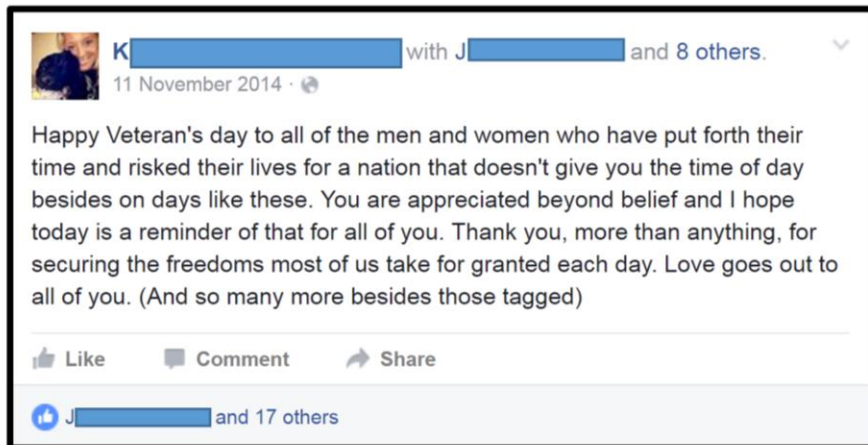 K with J and 8 others.
11 November 2014 ·
Happy Veteran's day to all of the men and women who have put forth their
time and risked their lives for a nation that doesn't give you the time of day
besides on days like these. You are appreciated beyond belief and I hope
today is a reminder of that for all of you. Thank you, more than anything, for
securing the freedoms most of us take for granted each day. Love goes out to
all of you. (And so many more besides those tagged)
Like Comment Share
J and 17 others